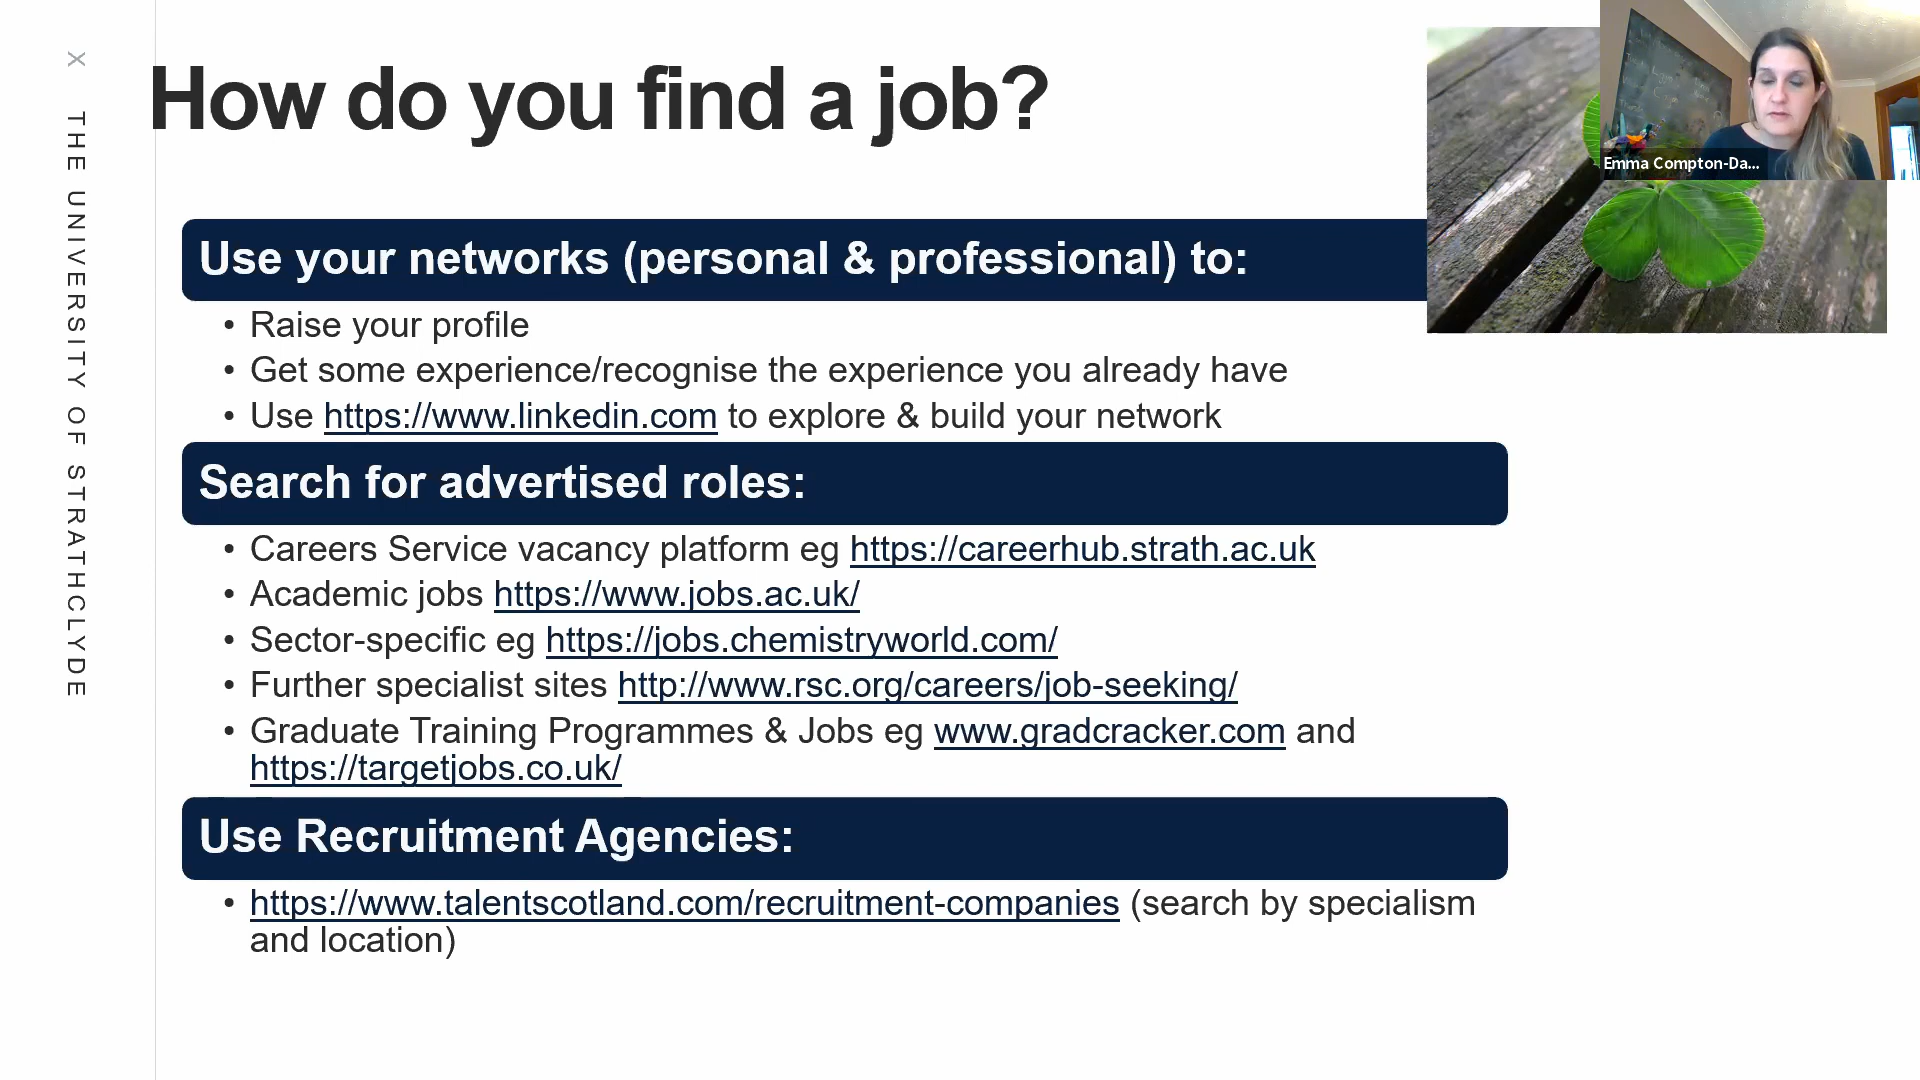 X THE UNIVERSITY OF STRATHCLYDE
How do you find a job?
Emma Compton-Da...
Use your networks (personal & professional) to:
• Raise your profile
• Get some experience/recognise the experience you already have
• Use https://www.linkedin.com to explore & build your network
Search for advertised roles:
• Careers Service vacancy platform eg https://careerhub.strath.ac.uk
• Academic jobs https://www.jobs.ac.uk/
• Sector-specific eg https://jobs.chemistryworld.com/
• Further specialist sites http://www.rsc.org/careers/job-seeking/
• Graduate Training Programmes & Jobs eg www.gradcracker.com and
https://targetjobs.co.uk/
Use Recruitment Agencies:
• https://www.talentscotland.com/recruitment-companies (search by specialism
and location)